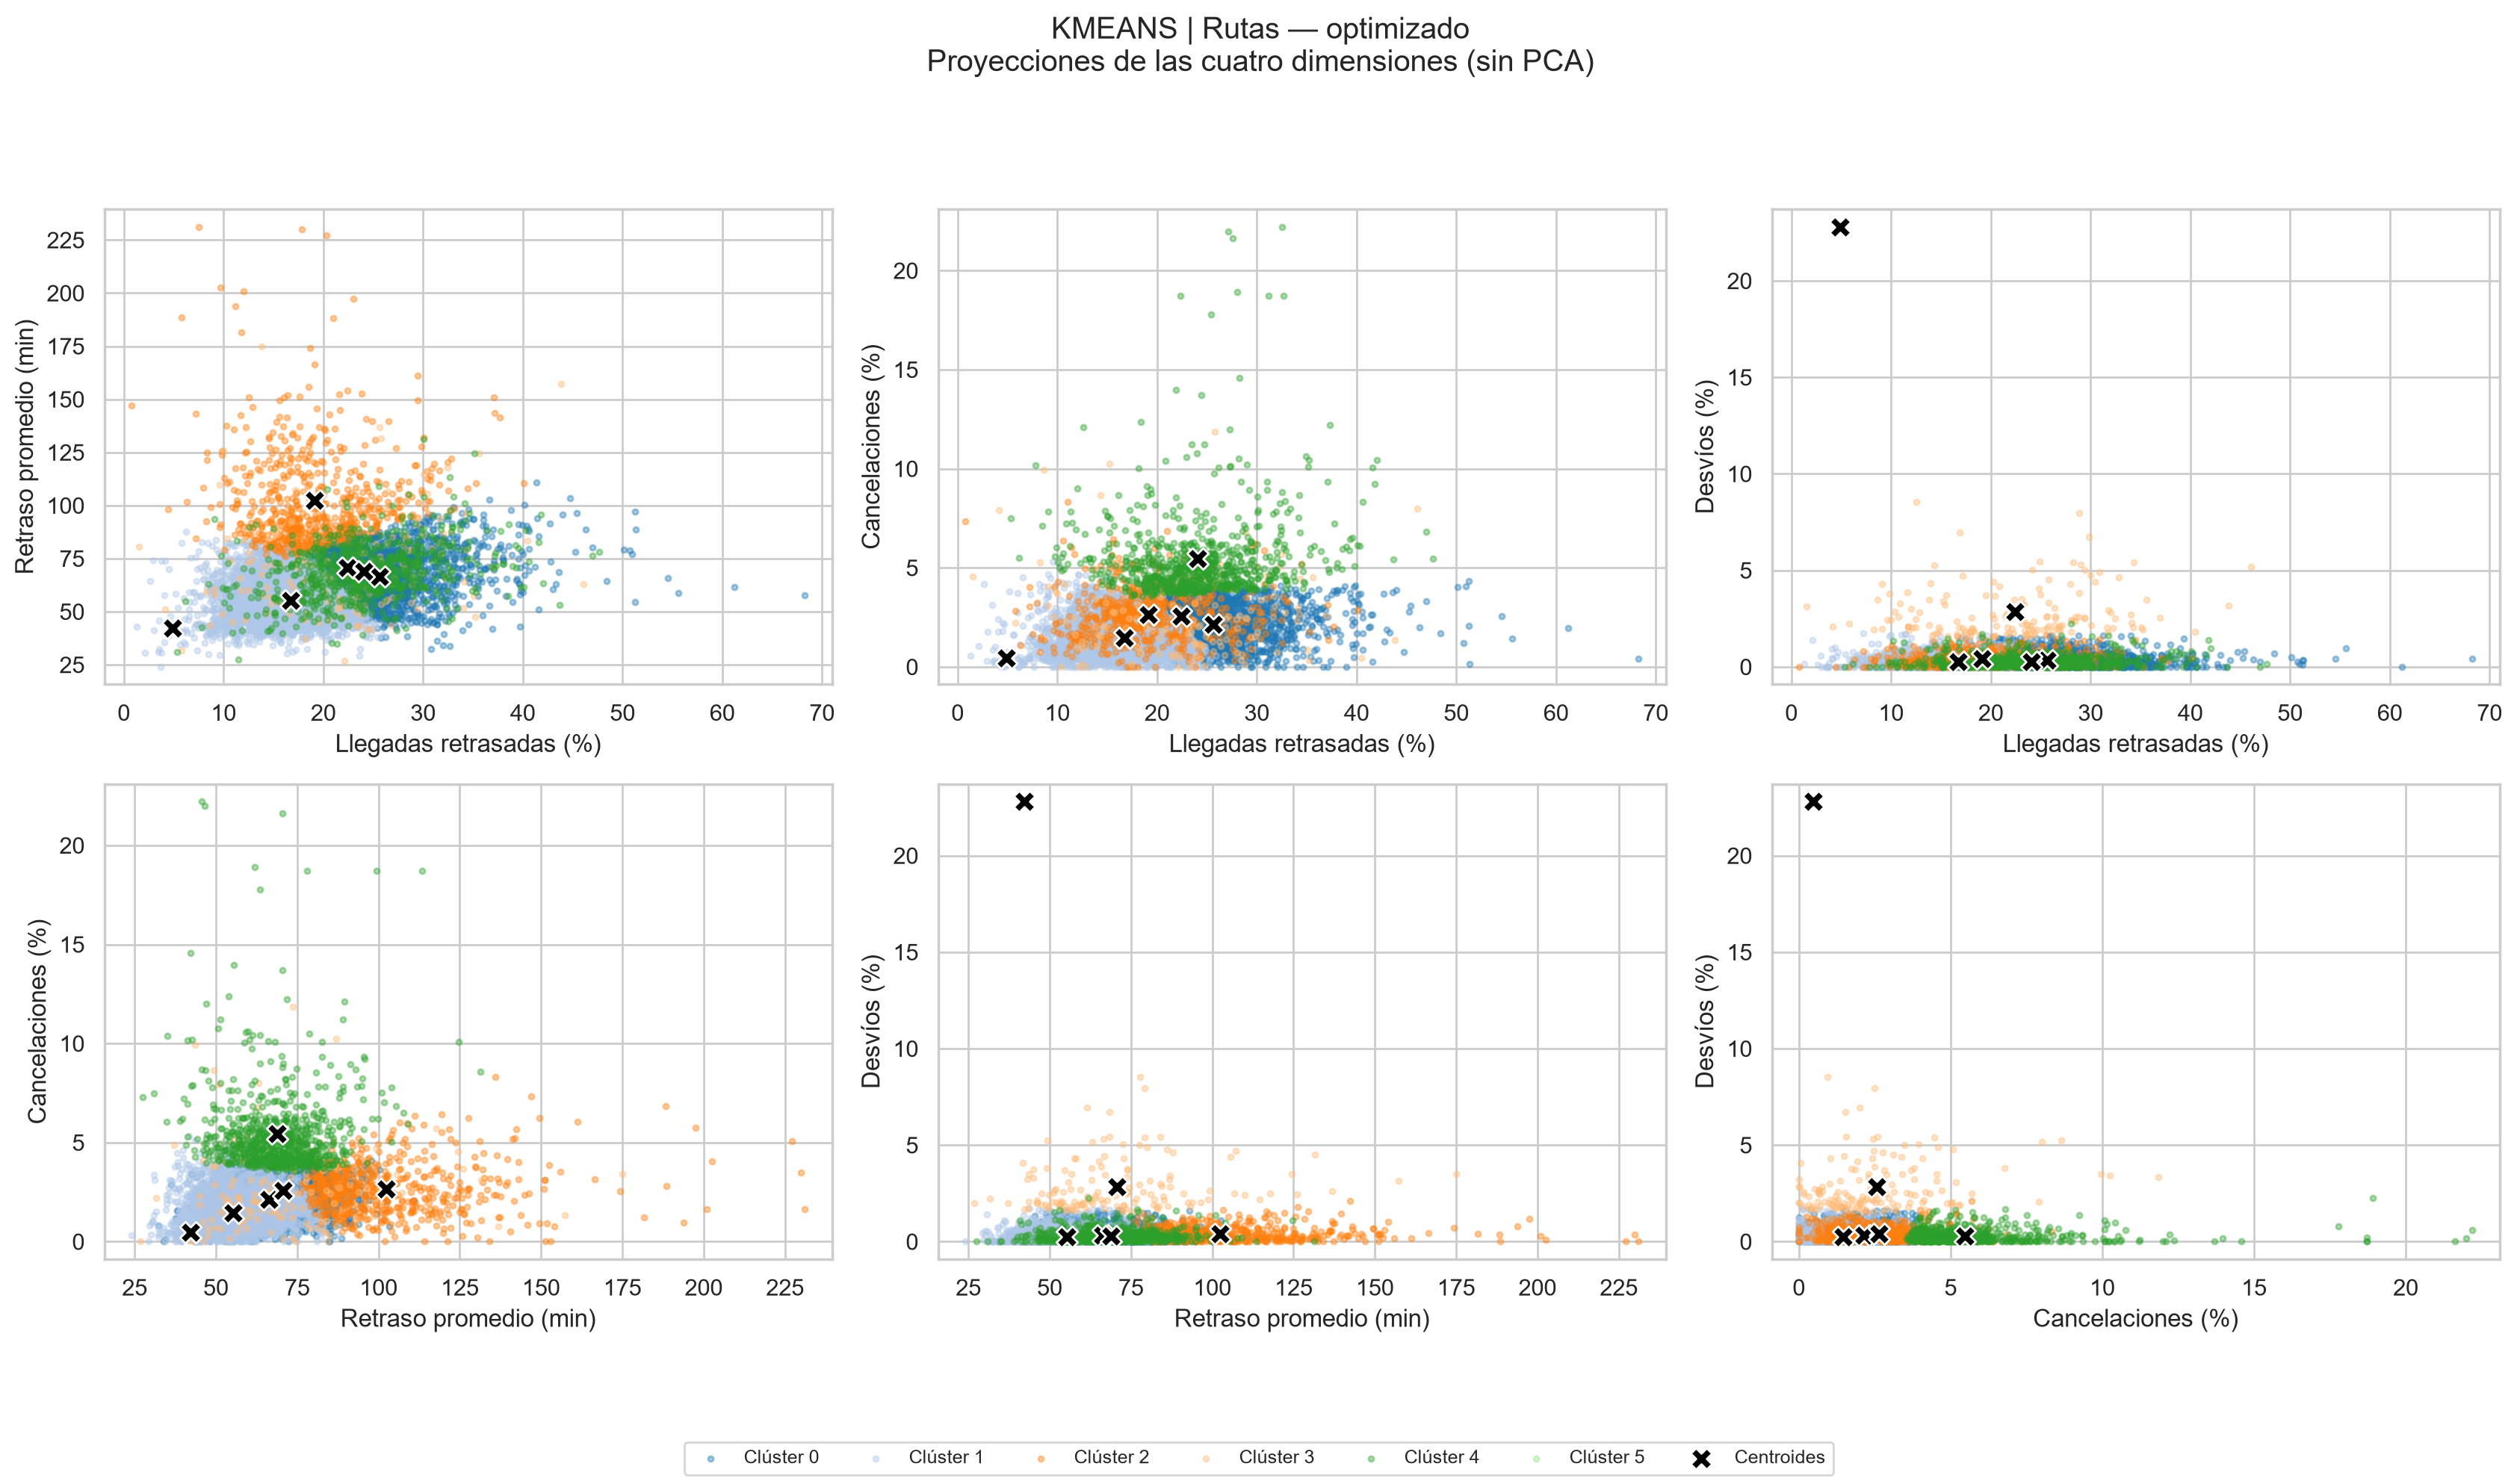 KMEANS | Rutas — optimizado
Proyecciones de las cuatro dimensiones (sin PCA)
Retraso promedio (min)
225
200
175
150
125
100
75
50
25
0 10 20 30 40 50 60 70
Llegadas retrasadas (%)
Cancelaciones (%)
20
15
10
5
0
0 10 20 30 40 50 60 70
Llegadas retrasadas (%)
Desvíos (%)
20
15
10
5
0
0 10 20 30 40 50 60 70
Llegadas retrasadas (%)
Cancelaciones (%)
20
15
10
5
0
25 50 75 100 125 150 175 200 225
Retraso promedio (min)
Desvíos (%)
20
15
10
5
0
25 50 75 100 125 150 175 200 225
Retraso promedio (min)
Desvíos (%)
20
15
10
5
0
0 5 10 15 20
Cancelaciones (%)
Clúster 0 Clúster 1 Clúster 2 Clúster 3 Clúster 4 Clúster 5 Centroides